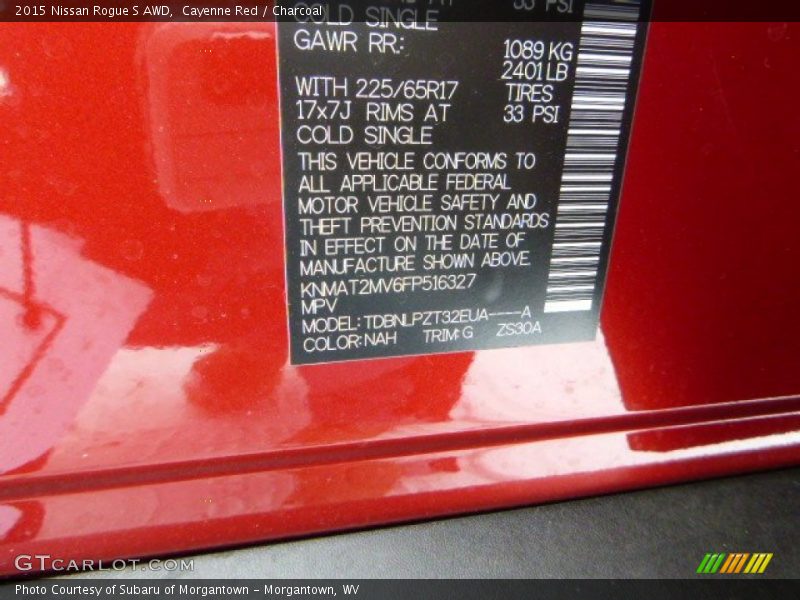 2015 Nissan Rogue S AWD, Cayenne Red / Charcoal
COLD SINGLE 33 PSI
GAWR RR: 1089 KG
2401 LB
WITH 225/65R17 TIRES
17x7J RIMS AT 33 PSI
COLD SINGLE
THIS VEHICLE CONFORMS TO
ALL APPLICABLE FEDERAL
MOTOR VEHICLE SAFETY AND
THEFT PREVENTION STANDARDS
IN EFFECT ON THE DATE OF
MANUFACTURE SHOWN ABOVE.
KNMAT2MV6FP516327
MPV
MODEL:TDBNLPZT32EUA----A
COLOR:NAH TRIM:G ZS30A
GTCARLOT.COM
Photo Courtesy of Subaru of Morgantown - Morgantown, WV